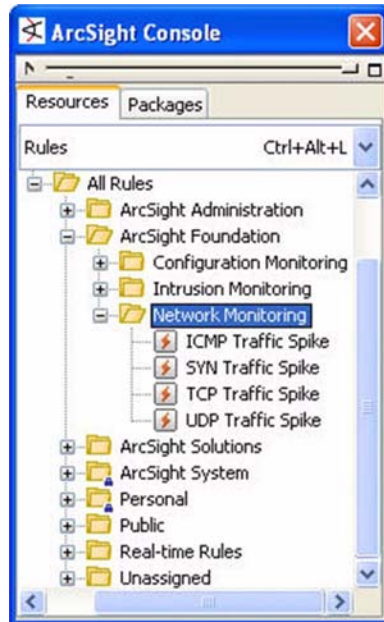 ArcSight Console
Resources Packages
Rules Ctrl+Alt+L
All Rules
ArcSight Administration
ArcSight Foundation
Configuration Monitoring
Intrusion Monitoring
Network Monitoring
ICMP Traffic Spike
SYN Traffic Spike
TCP Traffic Spike
UDP Traffic Spike
ArcSight Solutions
ArcSight System
Personal
Public
Real-time Rules
Unassigned